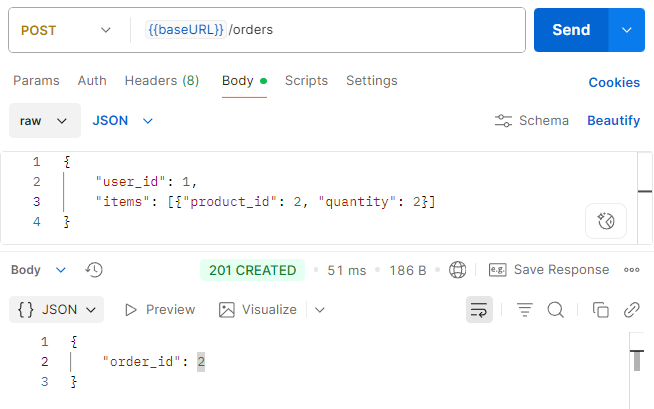 POST {{baseURL}}/orders Send
Params Auth Headers (8) Body Scripts Settings Cookies
raw JSON Schema Beautify
1 {
2 "user_id": 1,
3 "items": [{"product_id": 2, "quantity": 2}]
4 }
Body 201 CREATED 51 ms 186 B e.g. Save Response
{} JSON Preview Visualize
1 {
2 "order_id": 2
3 }